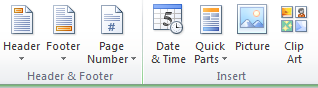 Header Footer Page Number Date & Time Quick Parts Picture Clip Art
Header & Footer Insert